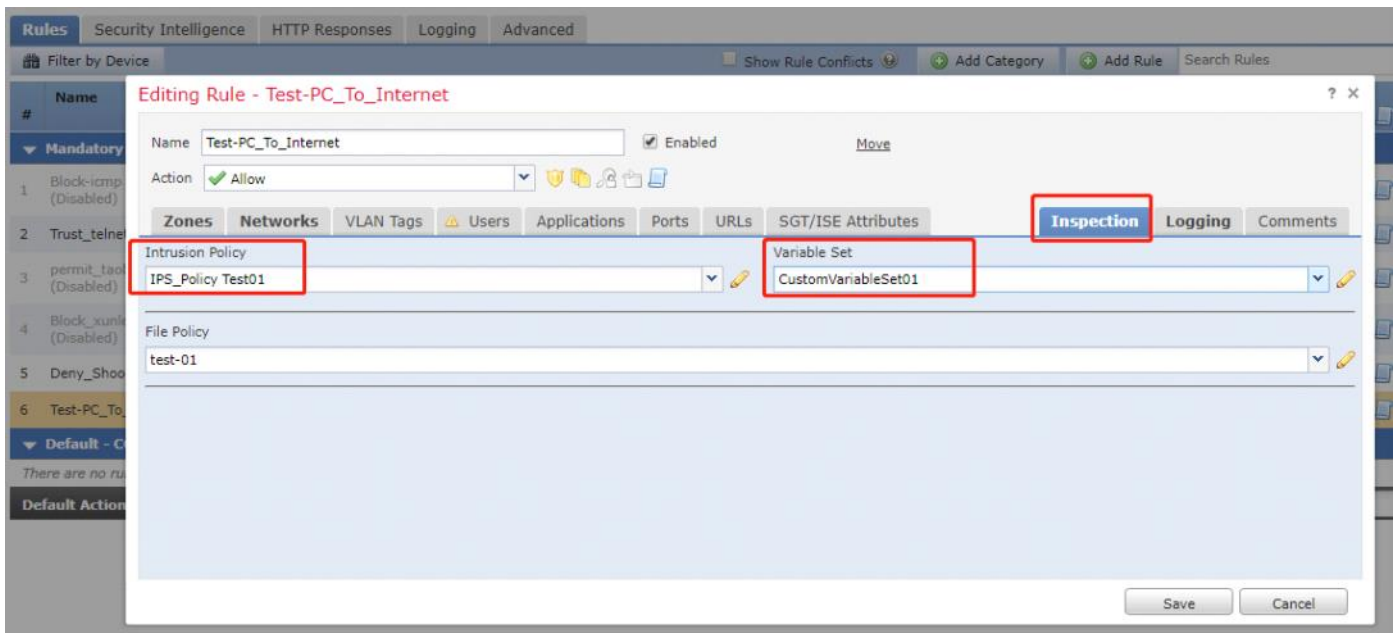 Rules Security Intelligence HTTP Responses Logging Advanced
Filter by Device Show Rule Conflicts Add Category Add Rule Search Rules
# Name
Editing Rule - Test-PC_To_Internet ? ×
Name Test-PC_To_Internet Enabled Move
Mandatory
Action Allow
1 Block-icmp
(Disabled)
Zones Networks VLAN Tags Users Applications Ports URLs SGT/ISE Attributes Inspection Logging Comments
2 Trust_telnet
Intrusion Policy Variable Set
IPS_Policy Test01 CustomVariableSet01
3 permit_taob
(Disabled)
4 Block_xunle
(Disabled)
File Policy
test-01
5 Deny_Shoo
6 Test-PC_To_
Default - C
There are no ru
Default Action
Save Cancel